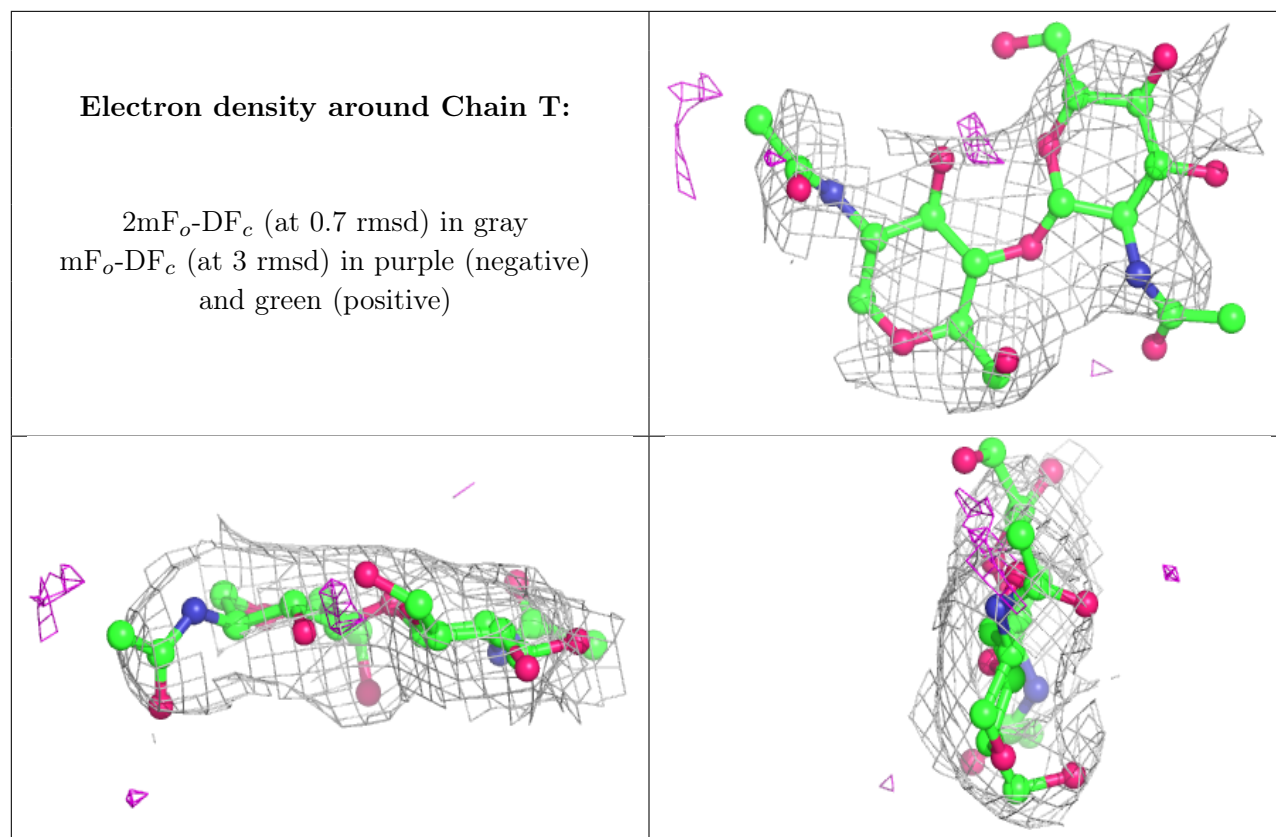 Electron density around Chain T:
2mFₒ-DF𝒸 (at 0.7 rmsd) in gray
mFₒ-DF𝒸 (at 3 rmsd) in purple (negative)
and green (positive)